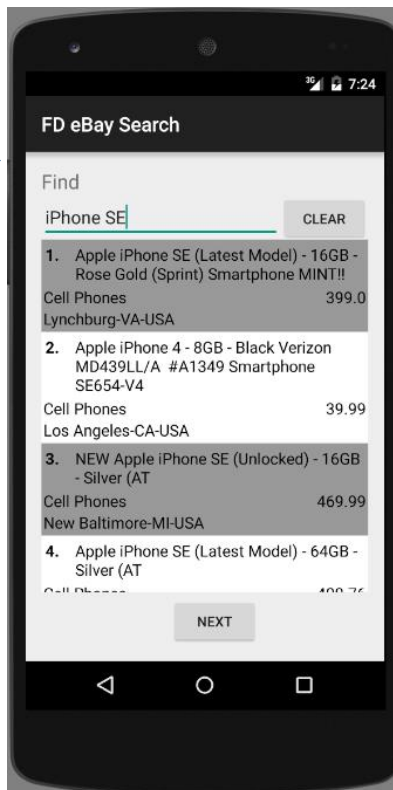 3G 7:24
FD eBay Search
Find
iPhone SE CLEAR
1. Apple iPhone SE (Latest Model) - 16GB -
Rose Gold (Sprint) Smartphone MINT!!
Cell Phones 399.0
Lynchburg-VA-USA
2. Apple iPhone 4 - 8GB - Black Verizon
MD439LL/A #A1349 Smartphone
SE654-V4
Cell Phones 39.99
Los Angeles-CA-USA
3. NEW Apple iPhone SE (Unlocked) - 16GB
- Silver (AT
Cell Phones 469.99
New Baltimore-MI-USA
4. Apple iPhone SE (Latest Model) - 64GB -
Silver (AT
Cell Phones
NEXT